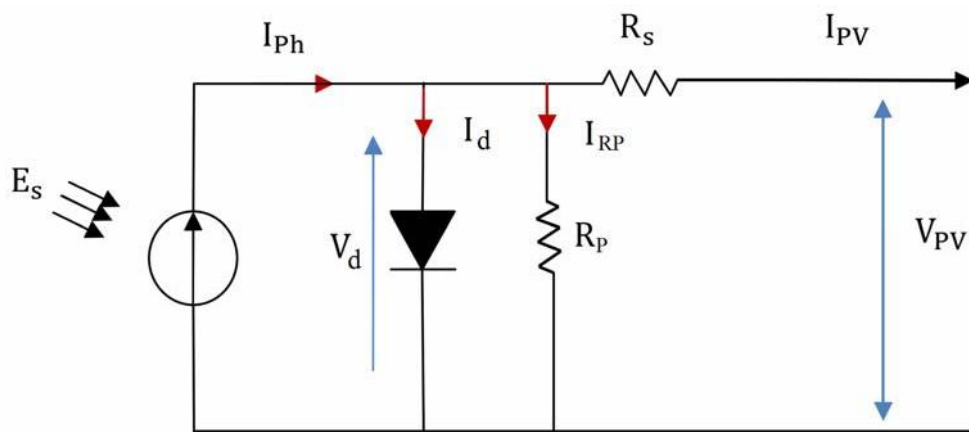 I_Ph
R_s
I_PV
I_d
I_RP
E_s
V_d
R_P
V_PV